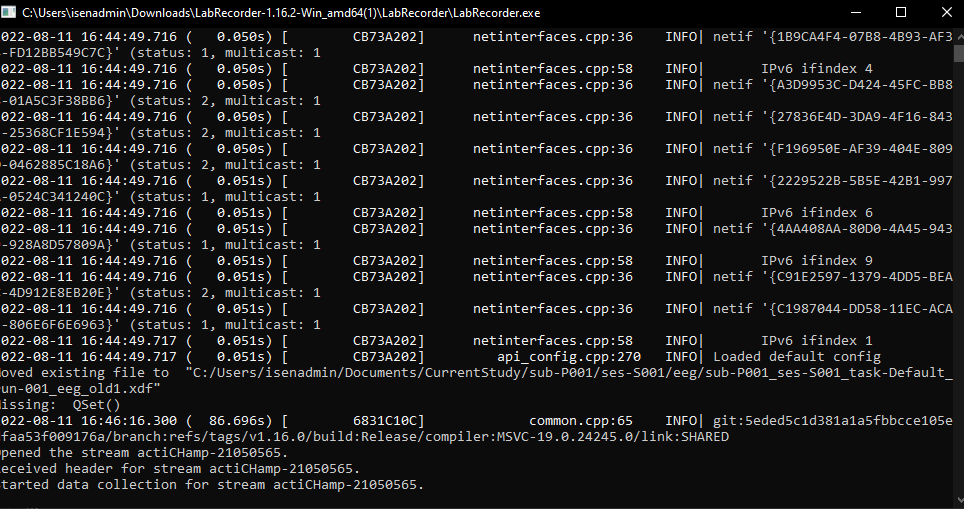 C:\Users\isenadmin\Downloads\LabRecorder-1.16.2-Win_amd64(1)\LabRecorder\LabRecorder.exe
022-08-11 16:44:49.716 (   0.050s) [        CB73A202]      netinterfaces.cpp:36    INFO| netif '{1B9CA4F4-07B8-4B93-AF3
-FD12BB549C7C}' (status: 1, multicast: 1
022-08-11 16:44:49.716 (   0.050s) [        CB73A202]      netinterfaces.cpp:58    INFO|       IPv6 ifindex 4
022-08-11 16:44:49.716 (   0.050s) [        CB73A202]      netinterfaces.cpp:36    INFO| netif '{A3D9953C-D424-45FC-BB8
-01A5C3F38BB6}' (status: 2, multicast: 1
022-08-11 16:44:49.716 (   0.050s) [        CB73A202]      netinterfaces.cpp:36    INFO| netif '{27836E4D-3DA9-4F16-843
-25368CF1E594}' (status: 2, multicast: 1
022-08-11 16:44:49.716 (   0.050s) [        CB73A202]      netinterfaces.cpp:36    INFO| netif '{F196950E-AF39-404E-809
-0462885C18A6}' (status: 2, multicast: 1
022-08-11 16:44:49.716 (   0.051s) [        CB73A202]      netinterfaces.cpp:36    INFO| netif '{2229522B-5B5E-42B1-997
-0524C341240C}' (status: 1, multicast: 1
022-08-11 16:44:49.716 (   0.051s) [        CB73A202]      netinterfaces.cpp:58    INFO|       IPv6 ifindex 6
022-08-11 16:44:49.716 (   0.051s) [        CB73A202]      netinterfaces.cpp:36    INFO| netif '{4AA408AA-80D0-4A45-943
-928A8D57809A}' (status: 1, multicast: 1
022-08-11 16:44:49.716 (   0.051s) [        CB73A202]      netinterfaces.cpp:58    INFO|       IPv6 ifindex 9
022-08-11 16:44:49.716 (   0.051s) [        CB73A202]      netinterfaces.cpp:36    INFO| netif '{C91E2597-1379-4DD5-BEA
-4D912E8EB20E}' (status: 2, multicast: 1
022-08-11 16:44:49.716 (   0.051s) [        CB73A202]      netinterfaces.cpp:36    INFO| netif '{C1987044-DD58-11EC-ACA
-806E6F6E6963}' (status: 1, multicast: 1
022-08-11 16:44:49.717 (   0.051s) [        CB73A202]      netinterfaces.cpp:58    INFO|       IPv6 ifindex 1
022-08-11 16:44:49.717 (   0.051s) [        CB73A202]         api_config.cpp:270   INFO| Loaded default config
oved existing file to  "C:/Users/isenadmin/Documents/CurrentStudy/sub-P001/ses-S001/eeg/sub-P001_ses-S001_task-Default_
un-001_eeg_old1.xdf"
issing:  QSet()
022-08-11 16:46:16.300 (  86.696s) [        6831C10C]             common.cpp:65    INFO| git:5eded5c1d381a1a5fbbcce105e
faa53f009176a/branch:refs/tags/v1.16.0/build:Release/compiler:MSVC-19.0.24245.0/link:SHARED
Opened the stream actiCHamp-21050565.
eceived header for stream actiCHamp-21050565.
tarted data collection for stream actiCHamp-21050565.